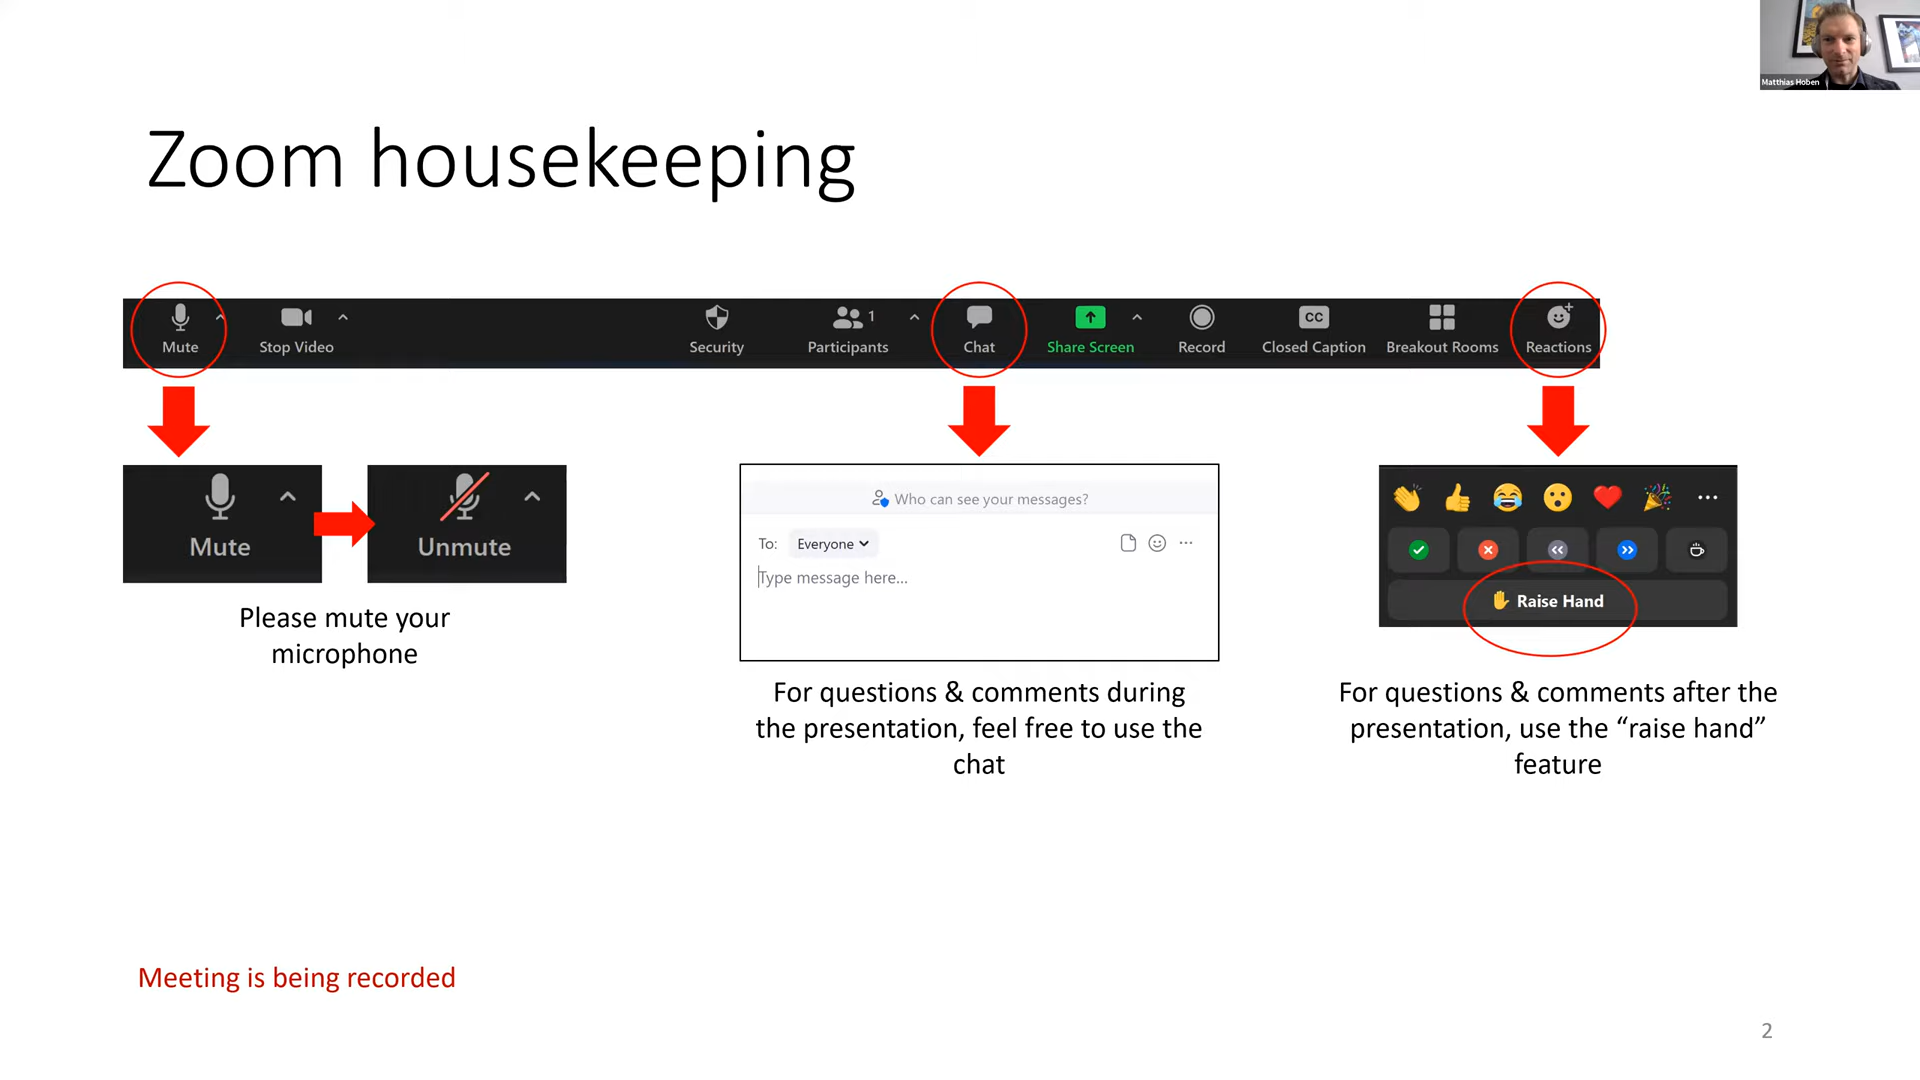 Matthias Hoben
Zoom housekeeping
Mute
Stop Video
Security
Participants
1
Chat
Share Screen
Record
CC
Closed Caption
Breakout Rooms
Reactions
Mute
Unmute
Please mute your
microphone
Who can see your messages?
To: Everyone
Type message here...
For questions & comments during
the presentation, feel free to use the
chat
Raise Hand
For questions & comments after the
presentation, use the “raise hand”
feature
Meeting is being recorded
2